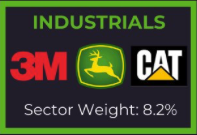 INDUSTRIALS
3M CAT
Sector Weight: 8.2%